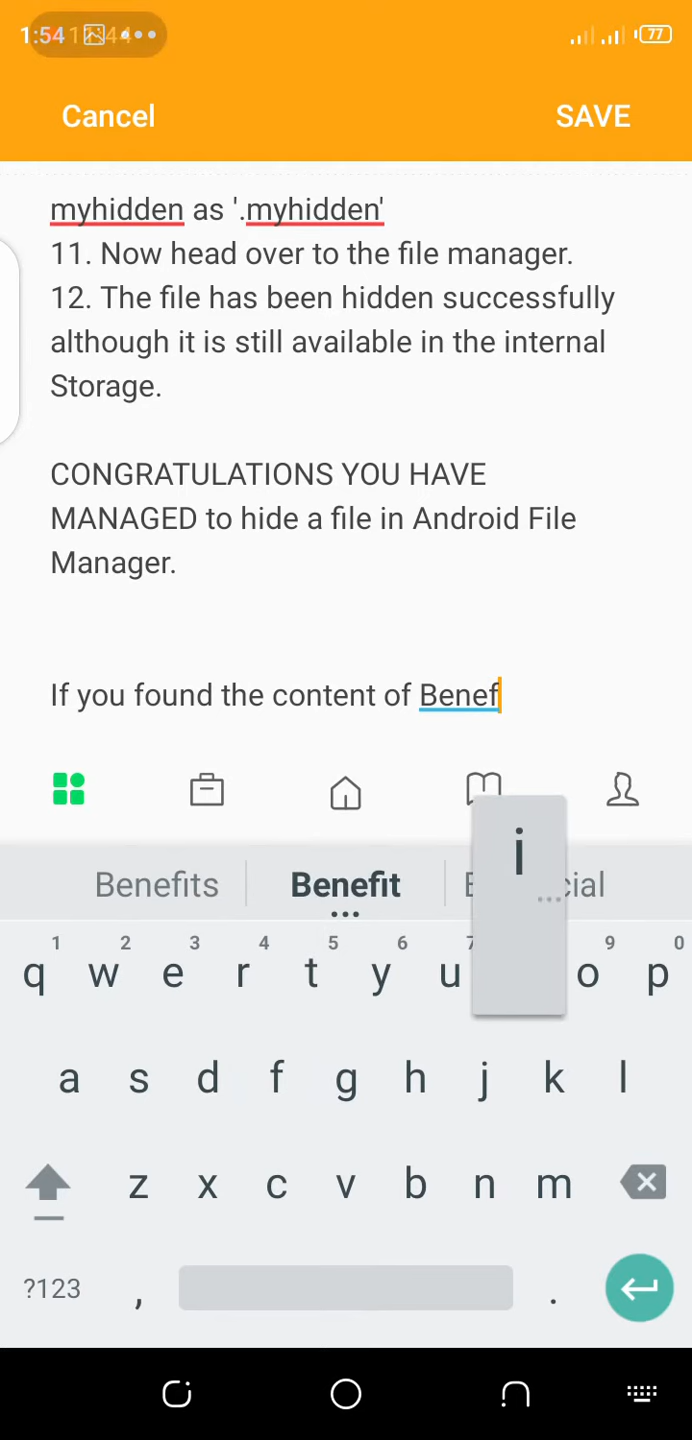 1:54
77
Cancel SAVE
myhidden as '.myhidden'
11. Now head over to the file manager.
12. The file has been hidden successfully
although it is still available in the internal
Storage.
CONGRATULATIONS YOU HAVE
MANAGED to hide a file in Android File
Manager.
If you found the content of Benef
i
Benefits Benefit
1 2 3 4 5 6 7 9 0
q w e r t y u o p
a s d f g h j k l
z x c v b n m
?123 , .